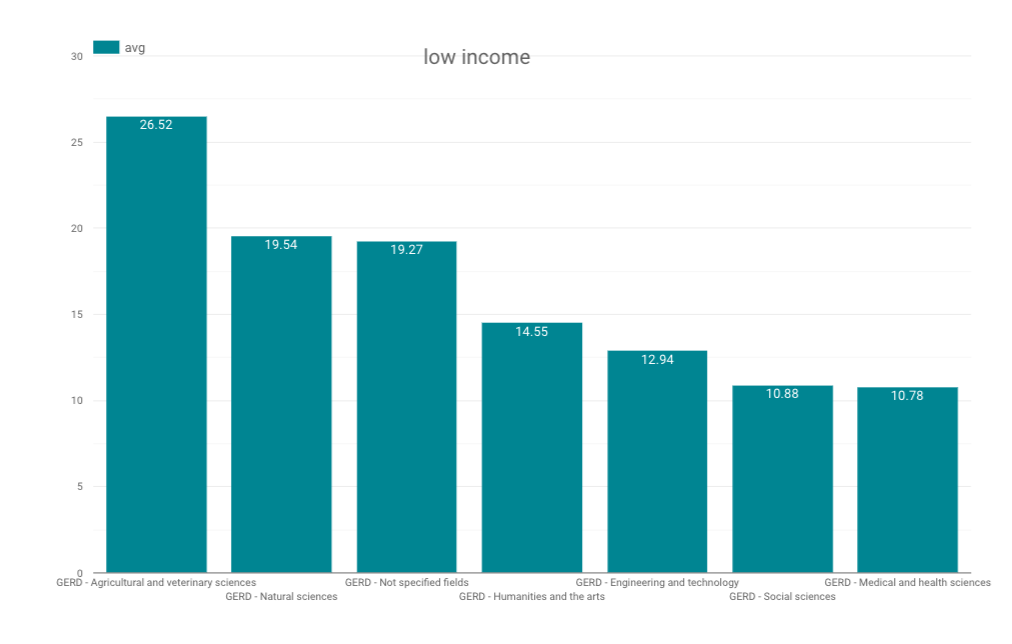 avg
low income
30
25
20
15
10
5
0
26.52
19.54
19.27
14.55
12.94
10.88
10.78
GERD - Agricultural and veterinary sciences
GERD - Natural sciences
GERD - Not specified fields
GERD - Humanities and the arts
GERD - Engineering and technology
GERD - Social sciences
GERD - Medical and health sciences